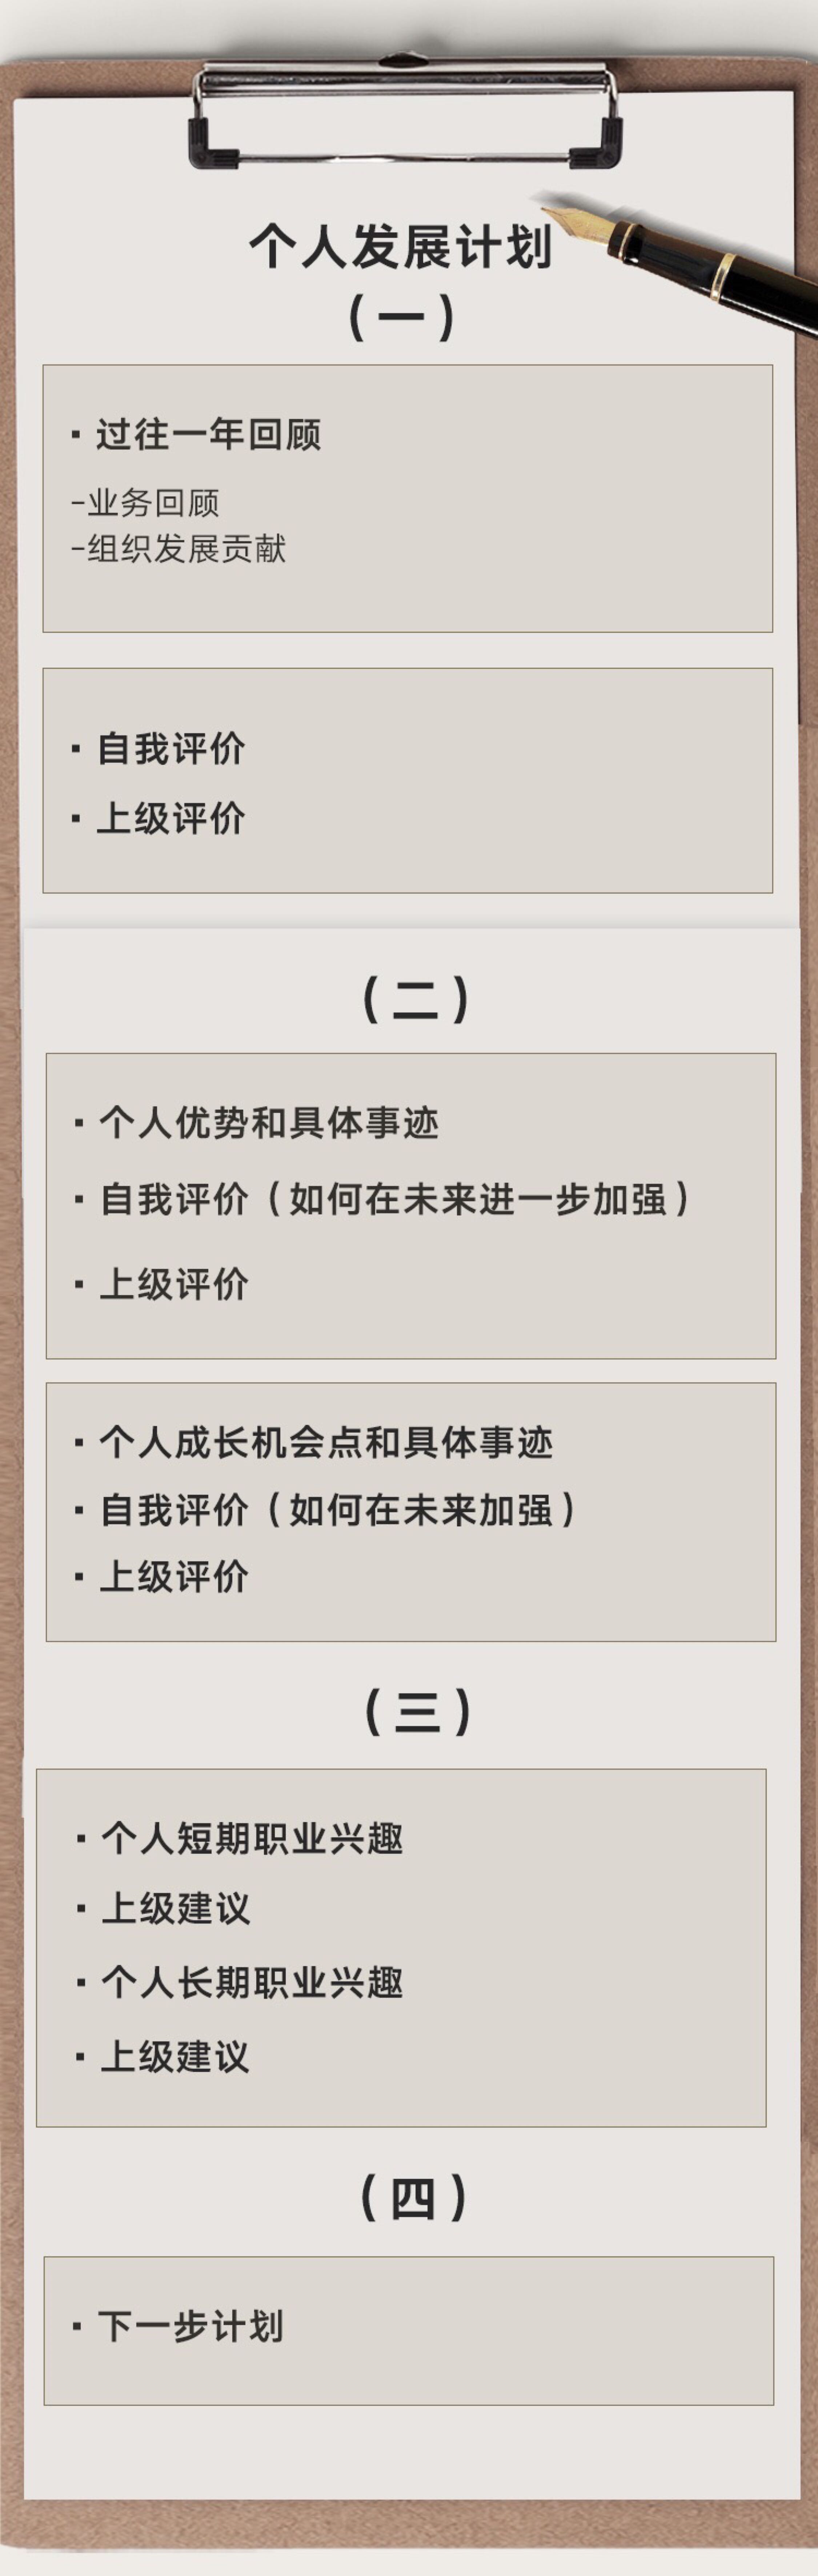 个人发展计划
（一）
▪ 过往一年回顾
-业务回顾
-组织发展贡献
▪ 自我评价
▪ 上级评价
（二）
▪ 个人优势和具体事迹
▪ 自我评价（如何在未来进一步加强）
▪ 上级评价
▪ 个人成长机会点和具体事迹
▪ 自我评价（如何在未来加强）
▪ 上级评价
（三）
▪ 个人短期职业兴趣
▪ 上级建议
▪ 个人长期职业兴趣
▪ 上级建议
（四）
▪ 下一步计划